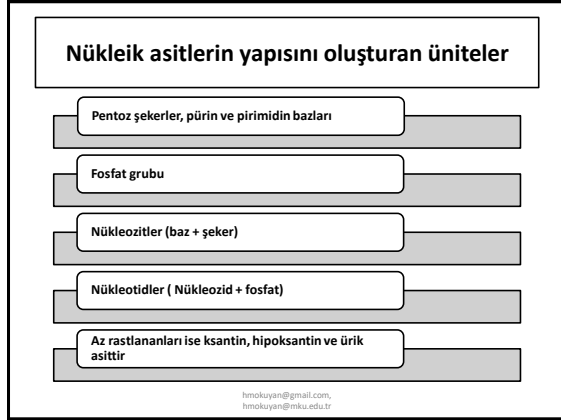 Nükleik asitlerin yapısını oluşturan üniteler
Pentoz şekerler, pürin ve pirimidin bazları
Fosfat grubu
Nükleozitler (baz + şeker)
Nükleotidler ( Nükleozid + fosfat)
Az rastlananları ise ksantin, hipoksantin ve ürik
asittir
hmokuyan@gmail.com,
hmokuyan@mku.edu.tr